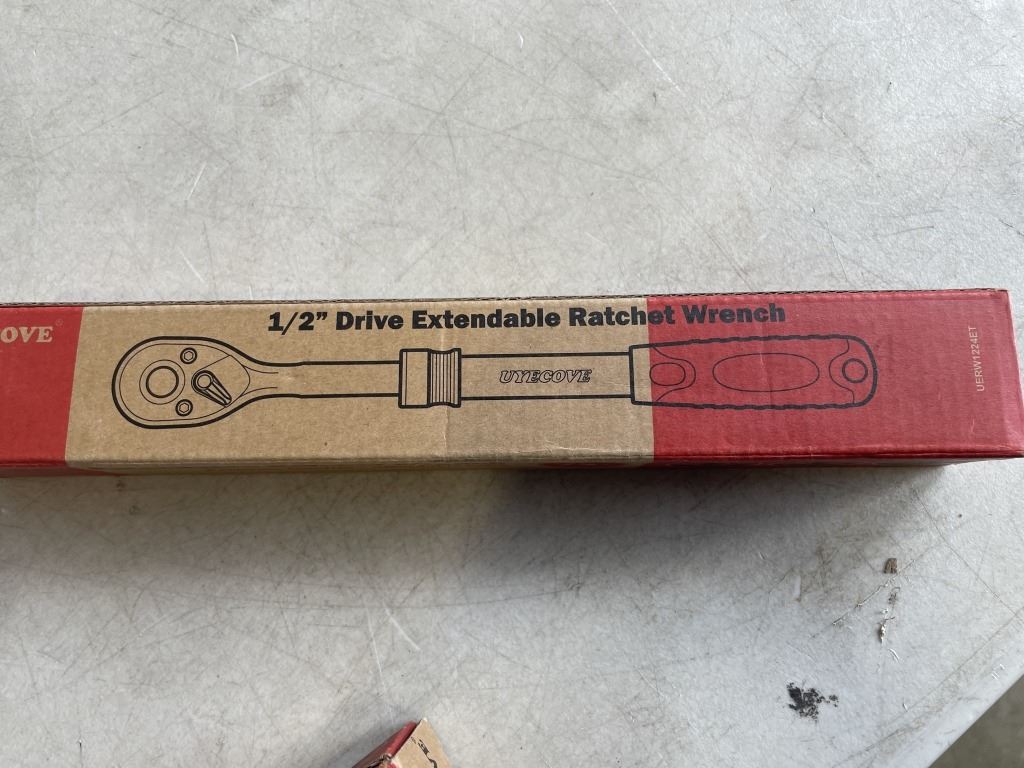 OVE®
1/2” Drive Extendable Ratchet Wrench
UYECOVE
UERW1224ET